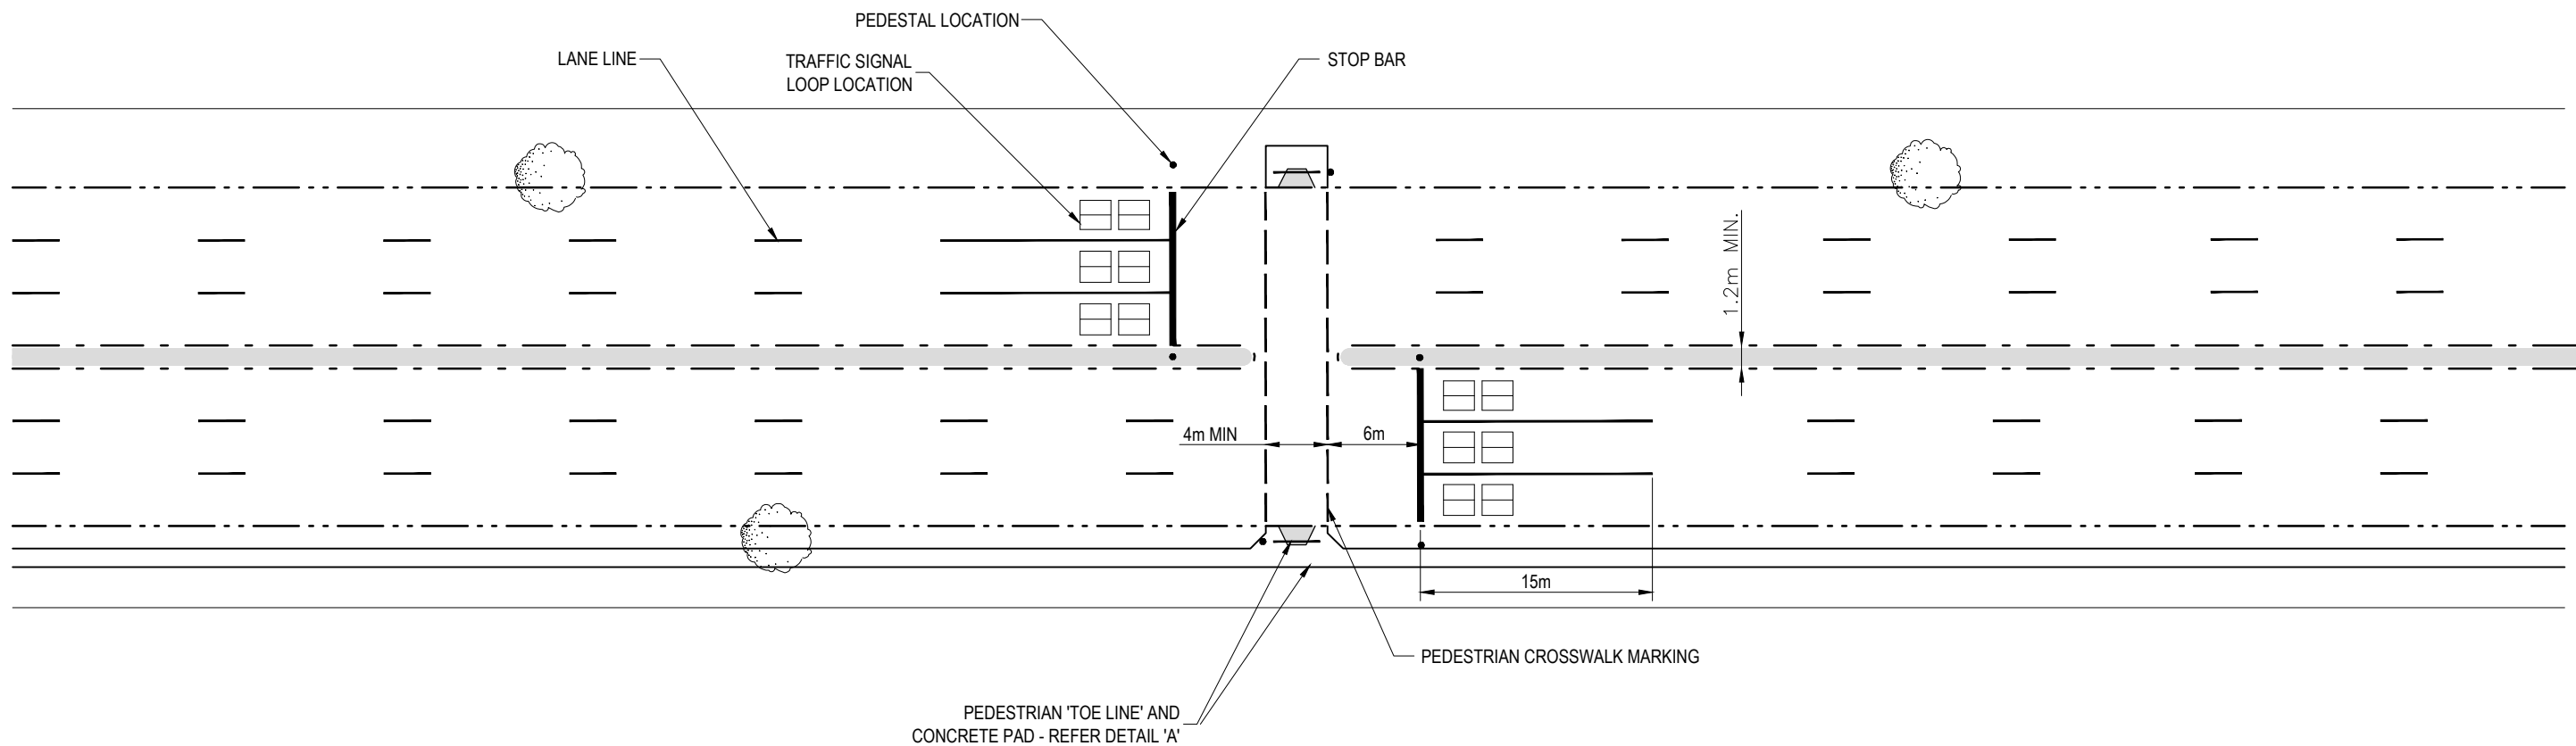 PEDESTAL LOCATION
LANE LINE
TRAFFIC SIGNAL
LOOP LOCATION
STOP BAR
1.2m MIN.
4m MIN
6m
15m
PEDESTRIAN CROSSWALK MARKING
PEDESTRIAN 'TOE LINE' AND
CONCRETE PAD - REFER DETAIL 'A'